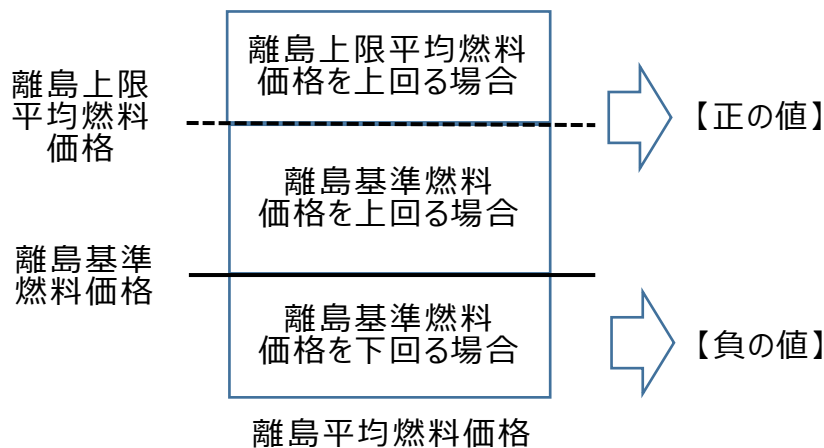 離島上限平均燃料
価格を上回る場合
離島上限
平均燃料
価格
【正の値】
離島基準燃料
価格を上回る場合
離島基準
燃料価格
離島基準燃料
価格を下回る場合
【負の値】
離島平均燃料価格